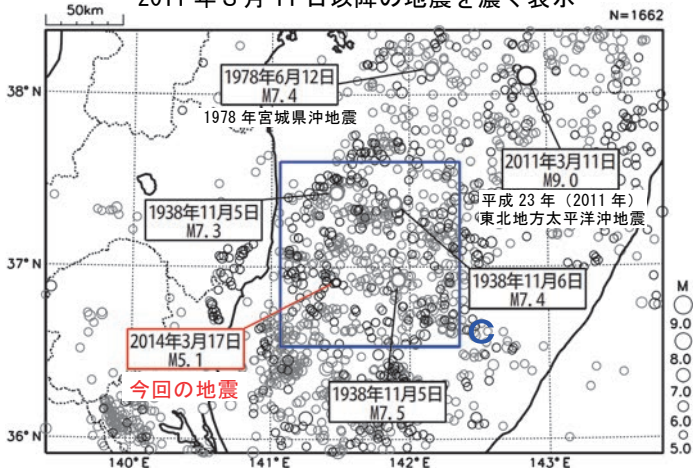 2011 年 3 月 11 日以降の地震を濃く表示
50km
N=1662
38°N
1978年6月12日
M7.4
1978 年宮城県沖地震
2011年3月11日
M9.0
平成 23 年（2011 年）
東北地方太平洋沖地震
1938年11月5日
M7.3
37°N
1938年11月6日
M7.4
M
2014年3月17日
M5.1
今回の地震
C
9.0
8.0
1938年11月5日
M7.5
7.0
6.0
36°N
5.0
140°E
141°E
142°E
143°E